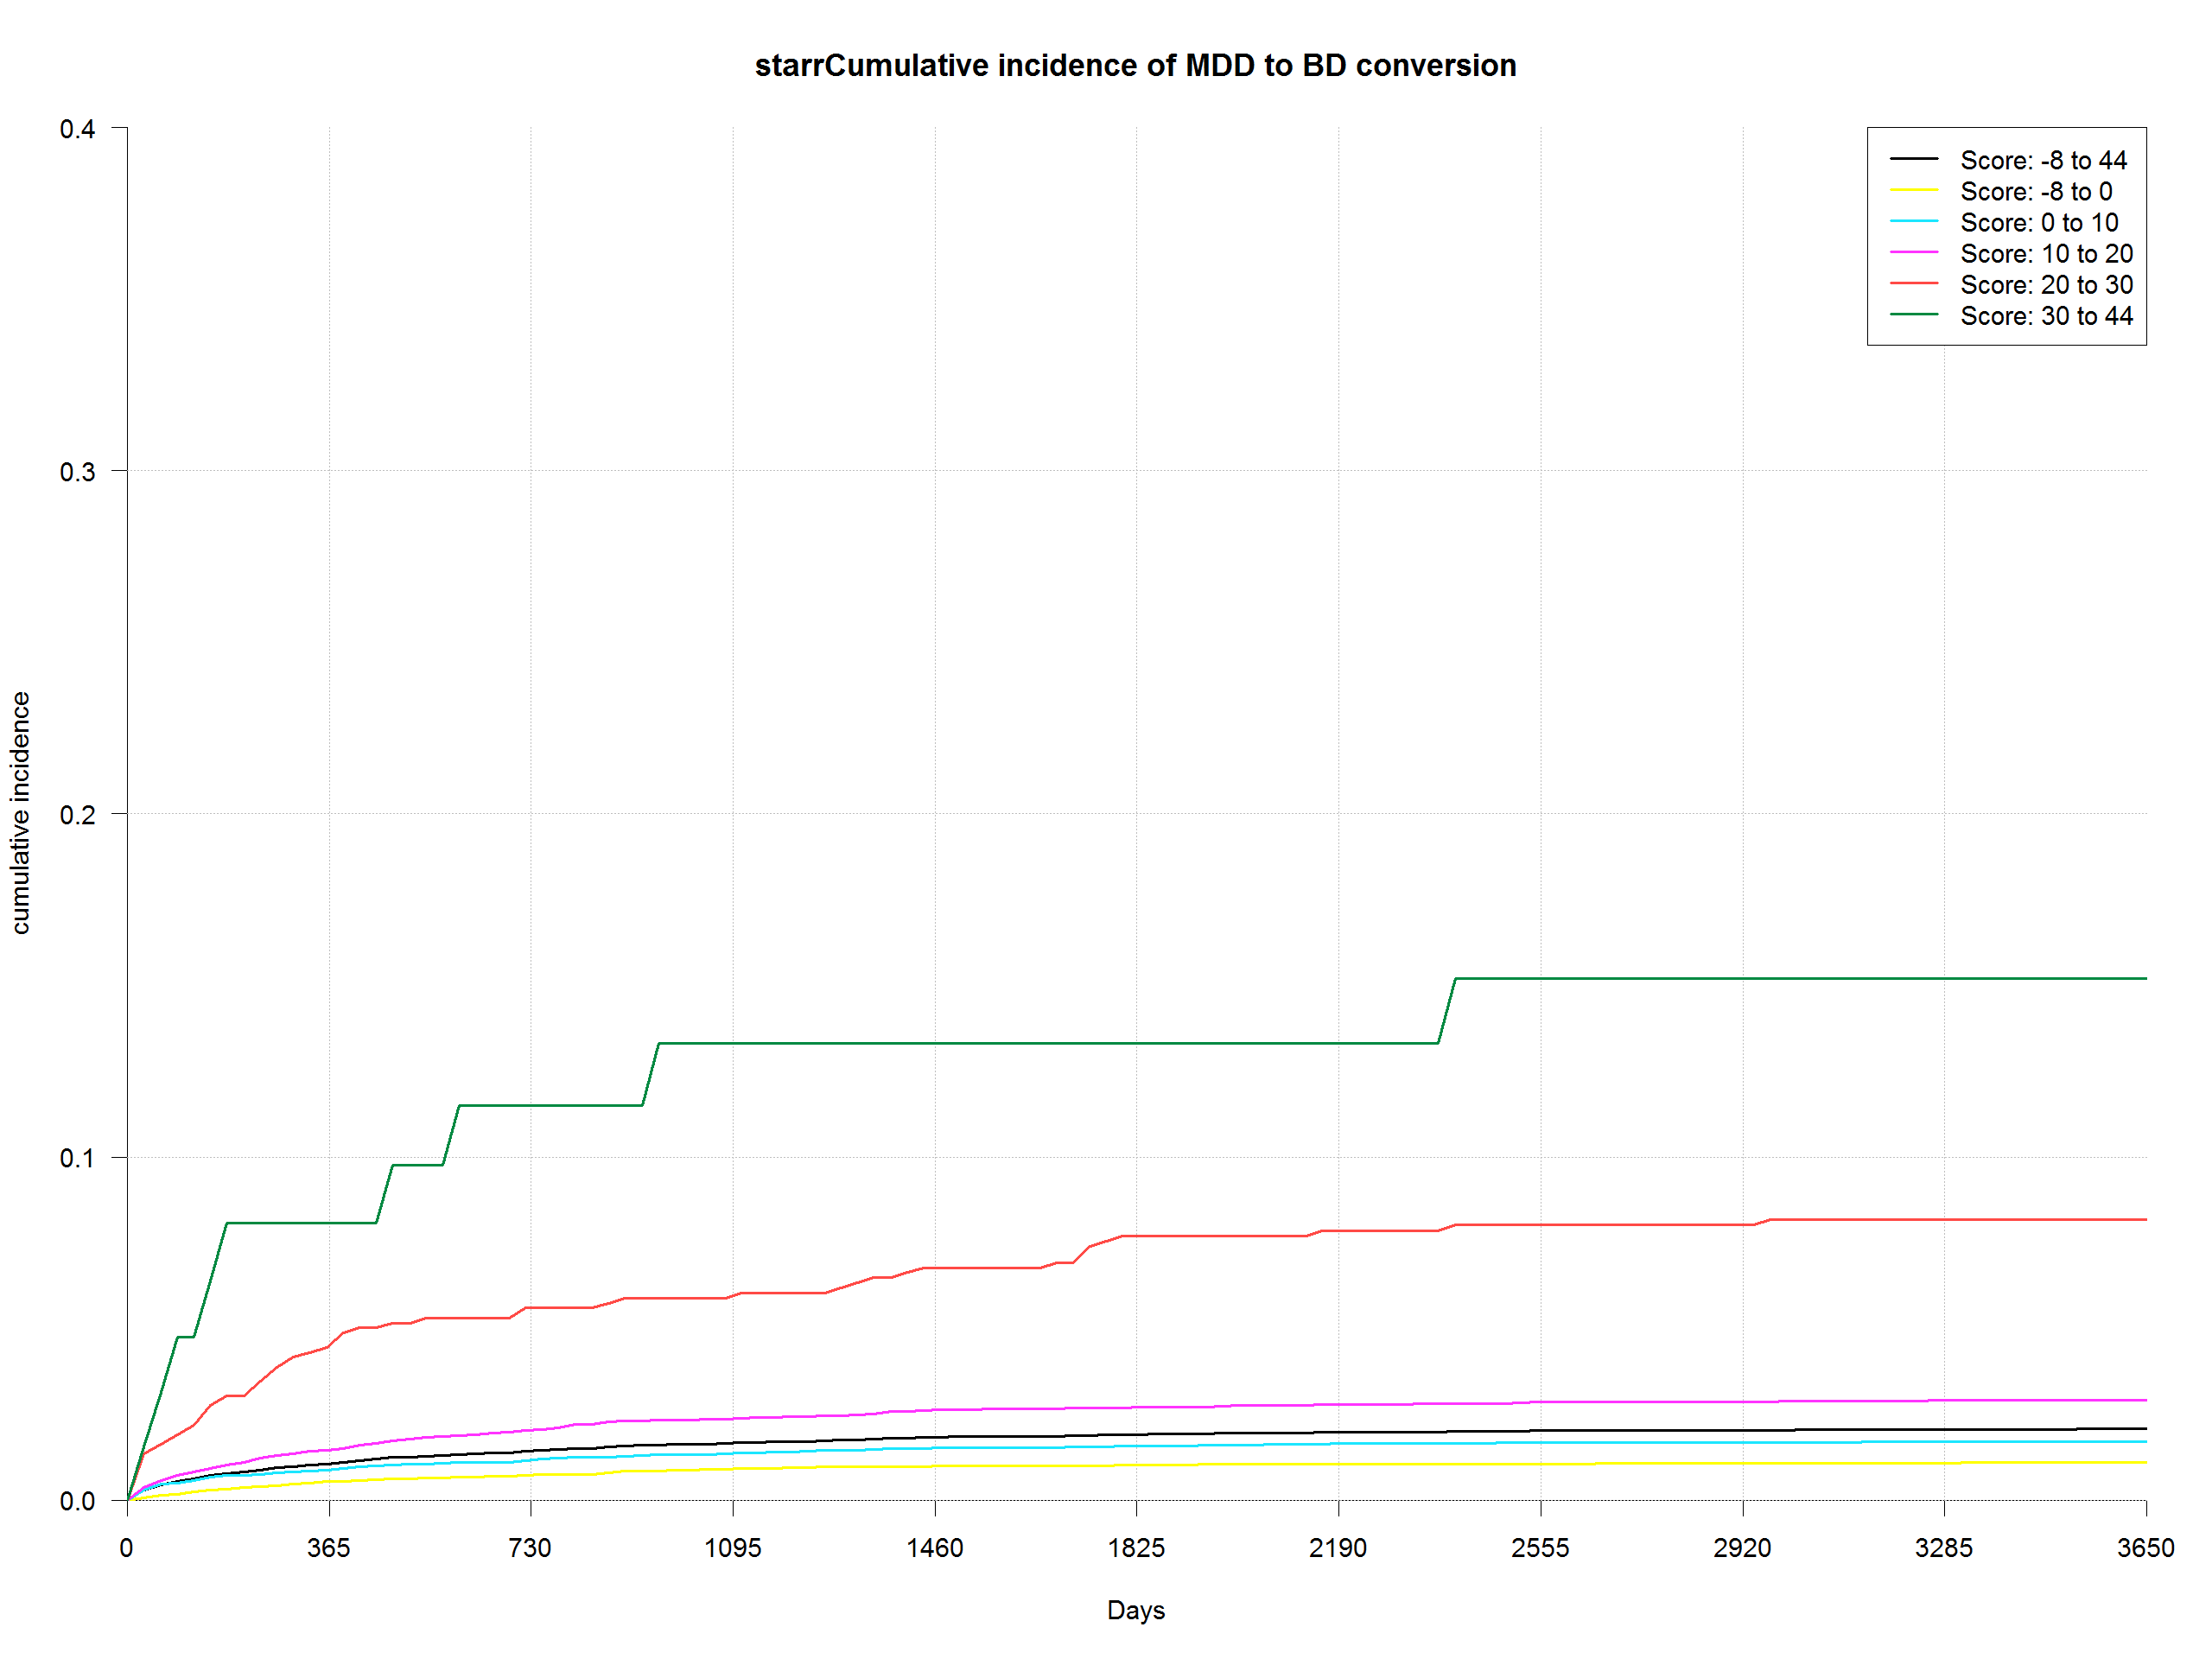 starrCumulative incidence of MDD to BD conversion
0.4
0.3
0.2
0.1
0.0
cumulative incidence
Score: -8 to 44
Score: -8 to 0
Score: 0 to 10
Score: 10 to 20
Score: 20 to 30
Score: 30 to 44
0 365 730 1095 1460 1825 2190 2555 2920 3285 3650
Days